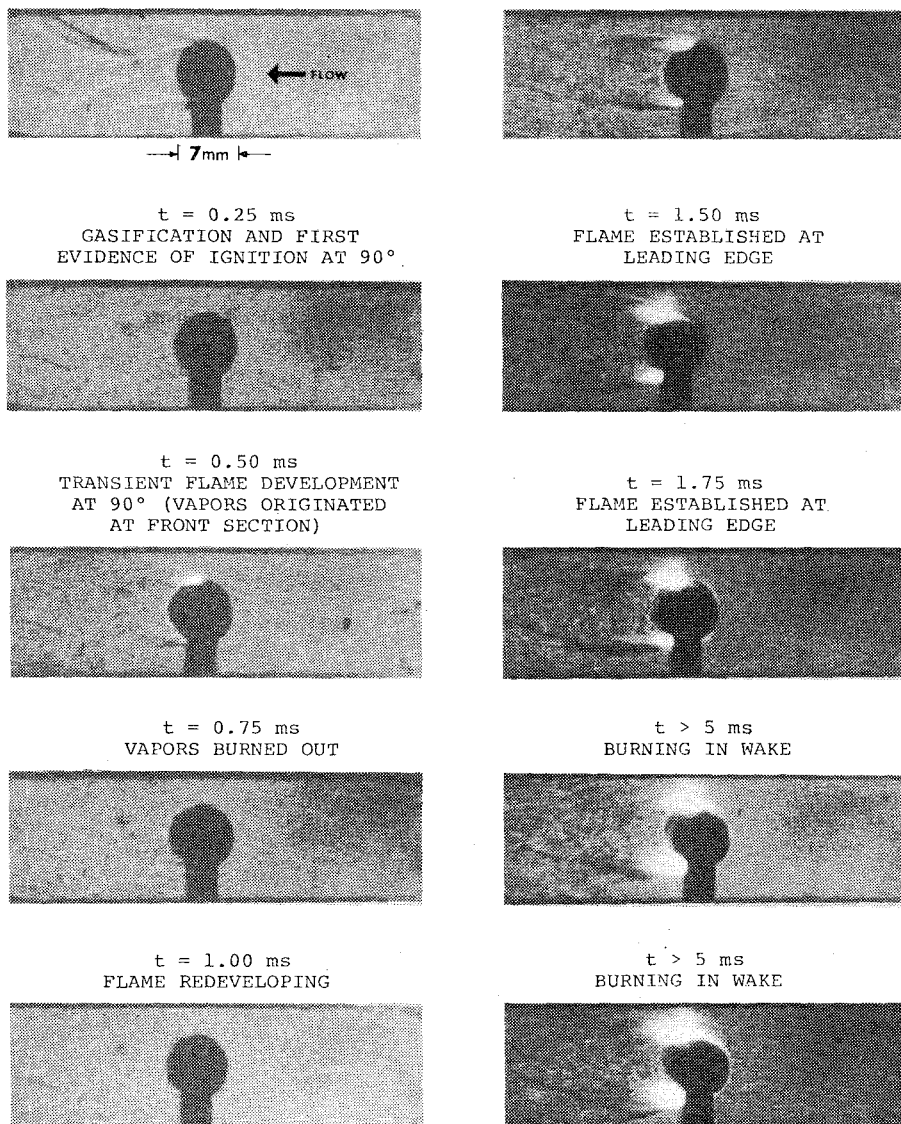 FLOW
7mm
t = 0.25 ms
GASIFICATION AND FIRST
EVIDENCE OF IGNITION AT 90°
t = 0.50 ms
TRANSIENT FLAME DEVELOPMENT
AT 90° (VAPORS ORIGINATED
AT FRONT SECTION)
t = 0.75 ms
VAPORS BURNED OUT
t = 1.00 ms
FLAME REDEVELOPING
t = 1.50 ms
FLAME ESTABLISHED AT
LEADING EDGE
t = 1.75 ms
FLAME ESTABLISHED AT
LEADING EDGE
t > 5 ms
BURNING IN WAKE
t > 5 ms
BURNING IN WAKE